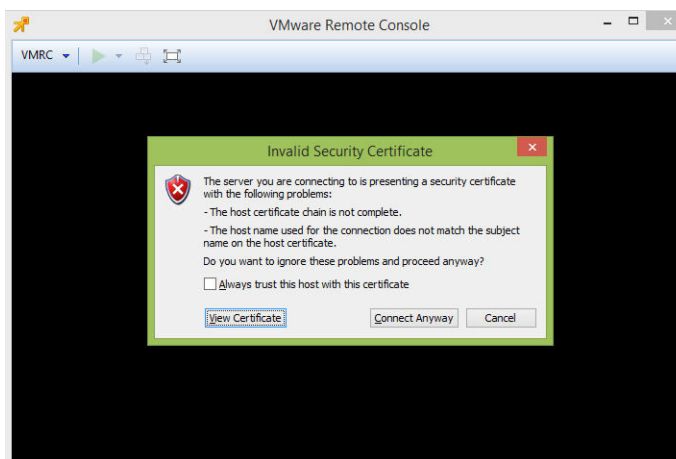 VMware Remote Console
VMRC
Invalid Security Certificate
The server you are connecting to is presenting a security certificate
with the following problems:
- The host certificate chain is not complete.
- The host name used for the connection does not match the subject
name on the host certificate.
Do you want to ignore these problems and proceed anyway?
Always trust this host with this certificate
View Certificate
Connect Anyway
Cancel